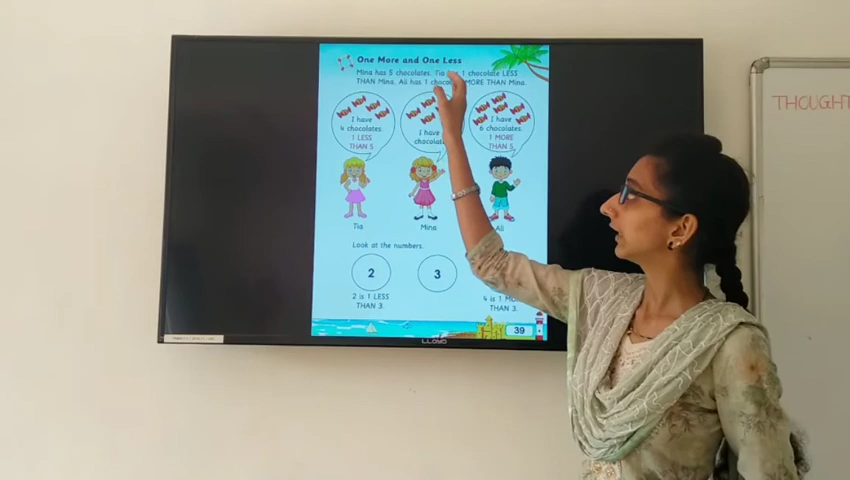 One More and One Less
Mina has 5 chocolates. Tia 1 chocolate LESS
THAN Mina. Ali has 1 MORE THAN Mina.
I have
4 chocolates.
1 LESS
THAN 5
I have
chocolates.
I have
6 chocolates.
1 MORE
THAN 5
Tia
Mina
Ali
Look at the numbers.
2
3
2 is 1 LESS
THAN 3.
4 is 1
THAN 3.
39
LLOYD
THOUGHT